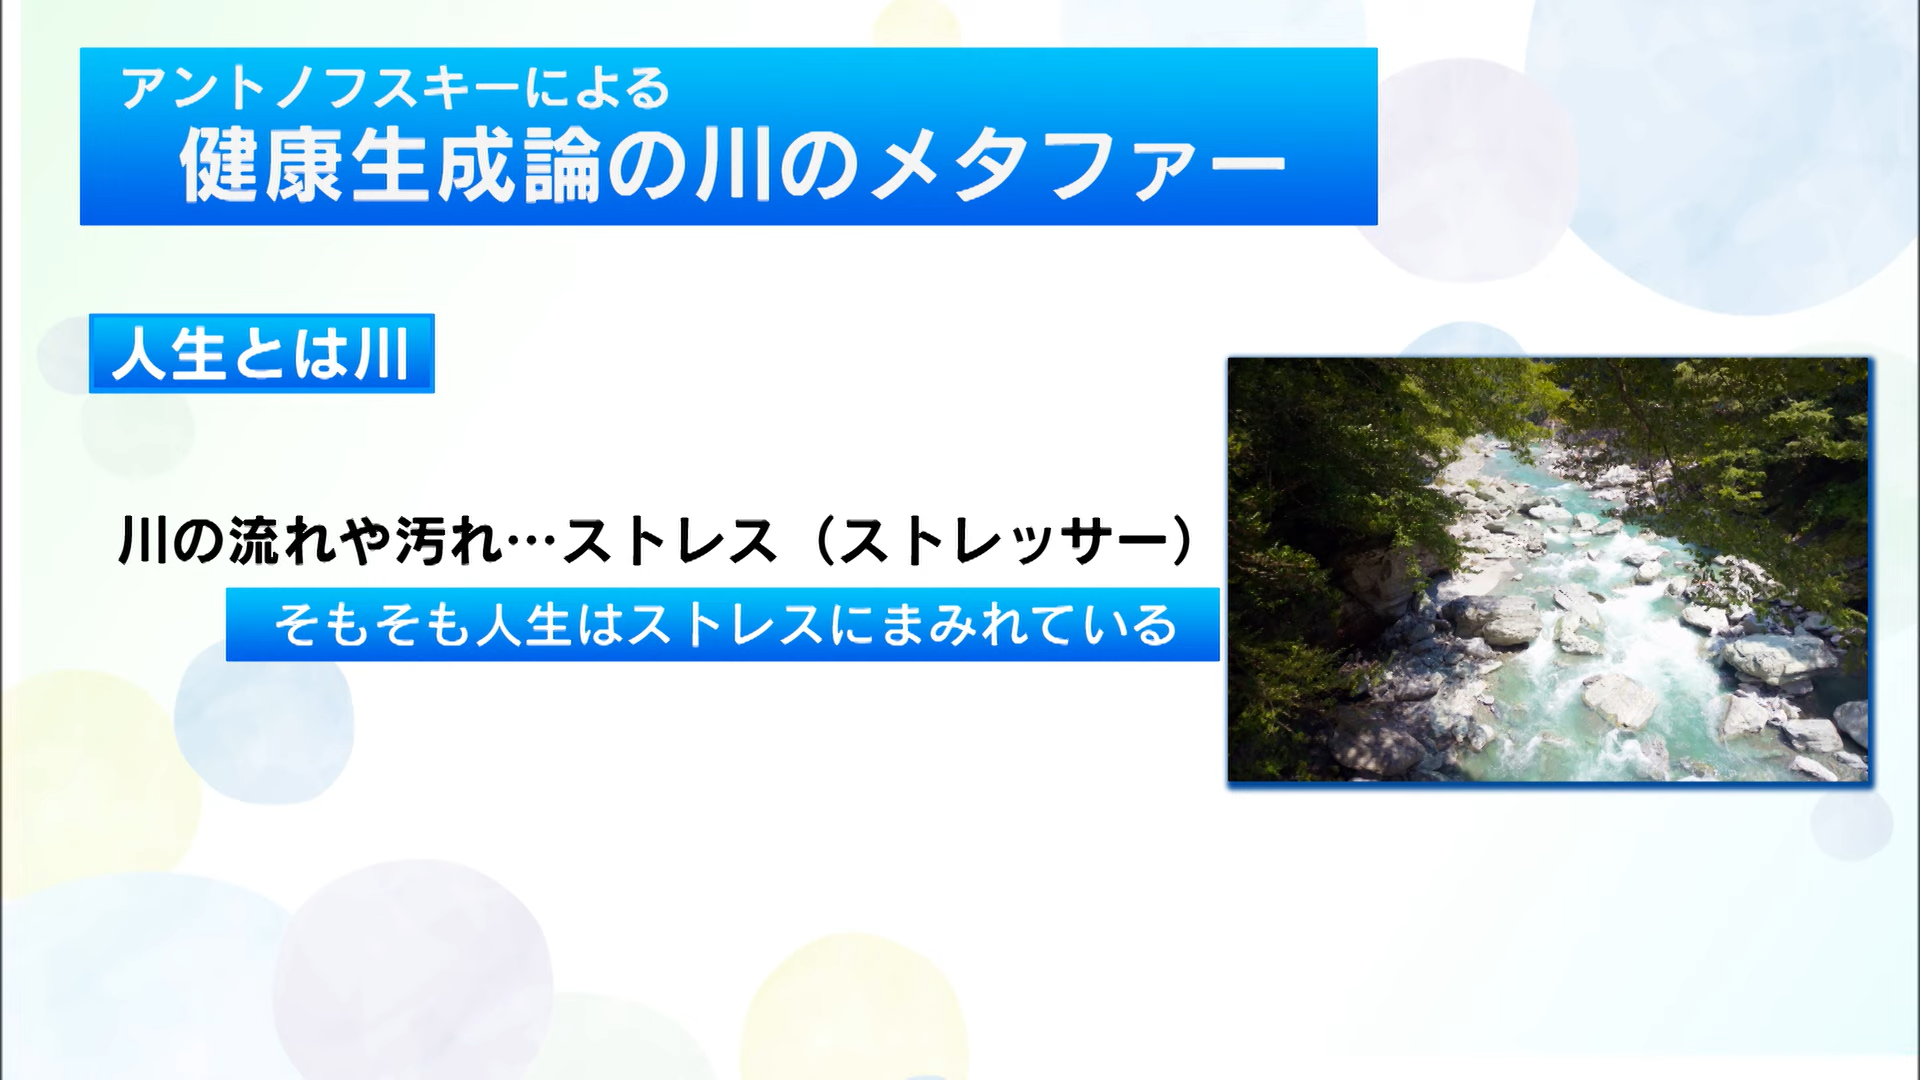 アントノフスキーによる
健康生成論の川のメタファー
人生とは川
川の流れや汚れ…ストレス（ストレッサー）
そもそも人生はストレスにまみれている